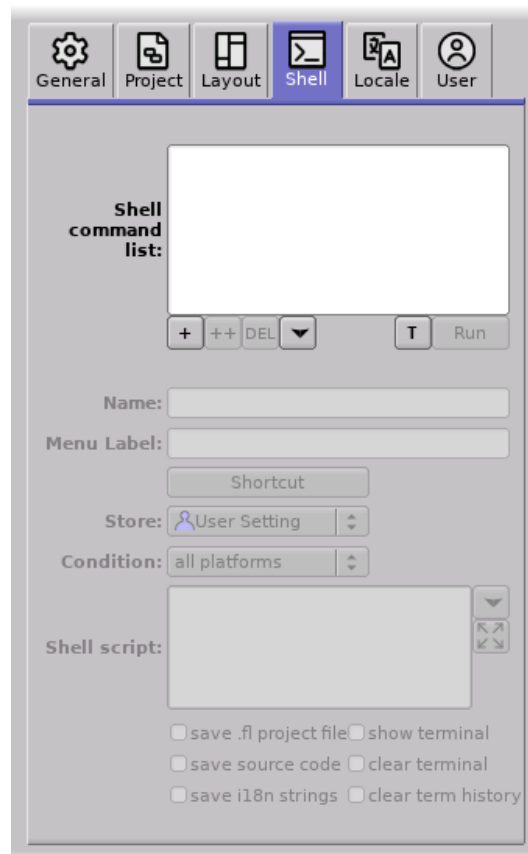 General Project Layout Shell Locale User
Shell
command
list:
+ ++ DEL T Run
Name:
Menu Label:
Shortcut
Store: User Setting
Condition: all platforms
Shell script:
save .fl project file show terminal
save source code clear terminal
save i18n strings clear term history